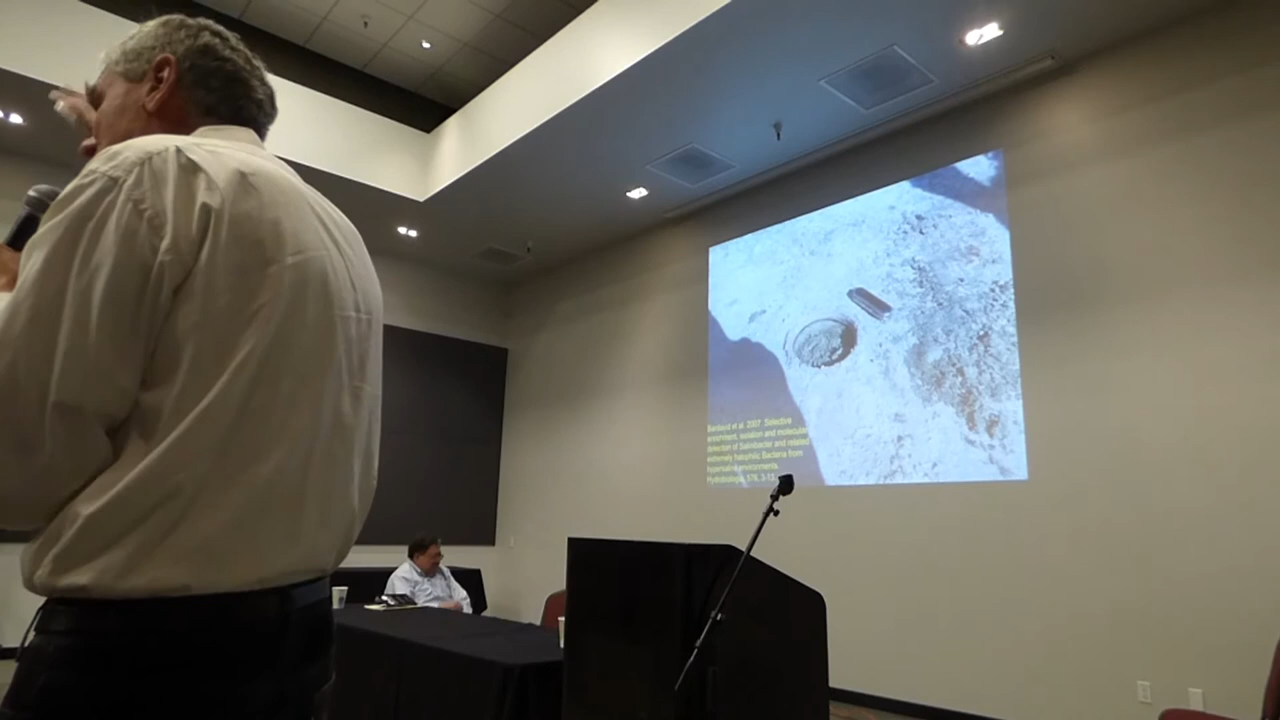 et al. 2007. Selective
enrichment, isolation and molecular
detection of Salinibacter and related
extremely halophilic Bacteria from
hypersaline environments.
Hydrobiologia, 576, 3-13.